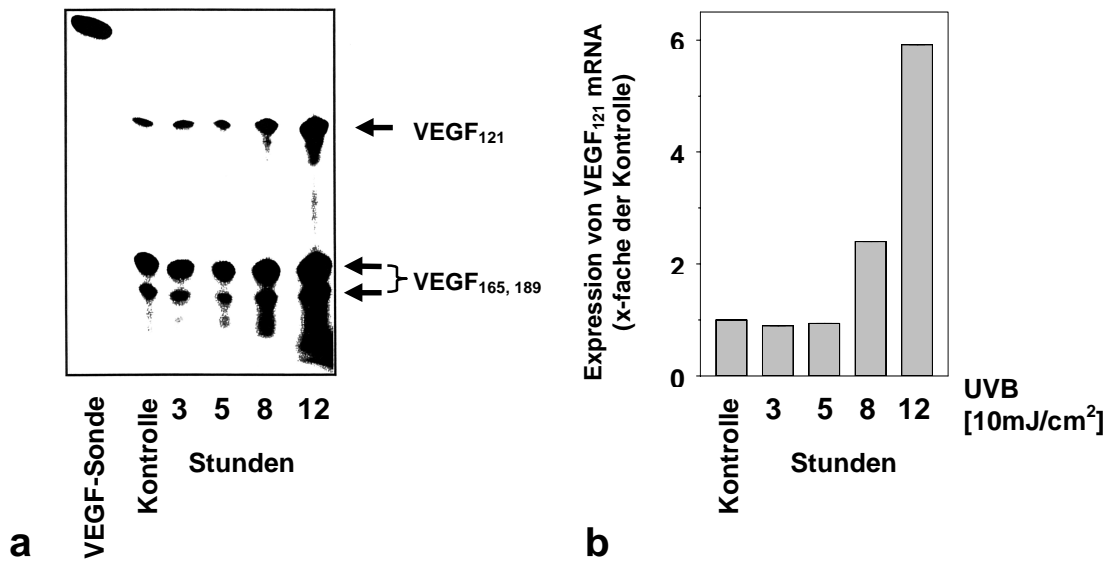 VEGF121
VEGF165, 189
VEGF-Sonde
Kontrolle
3 5 8 12
Stunden
a
Expression von VEGF121 mRNA
(x-fache der Kontrolle)
6
4
2
0
Kontrolle
3 5 8 12
Stunden
UVB
[10mJ/cm²]
b